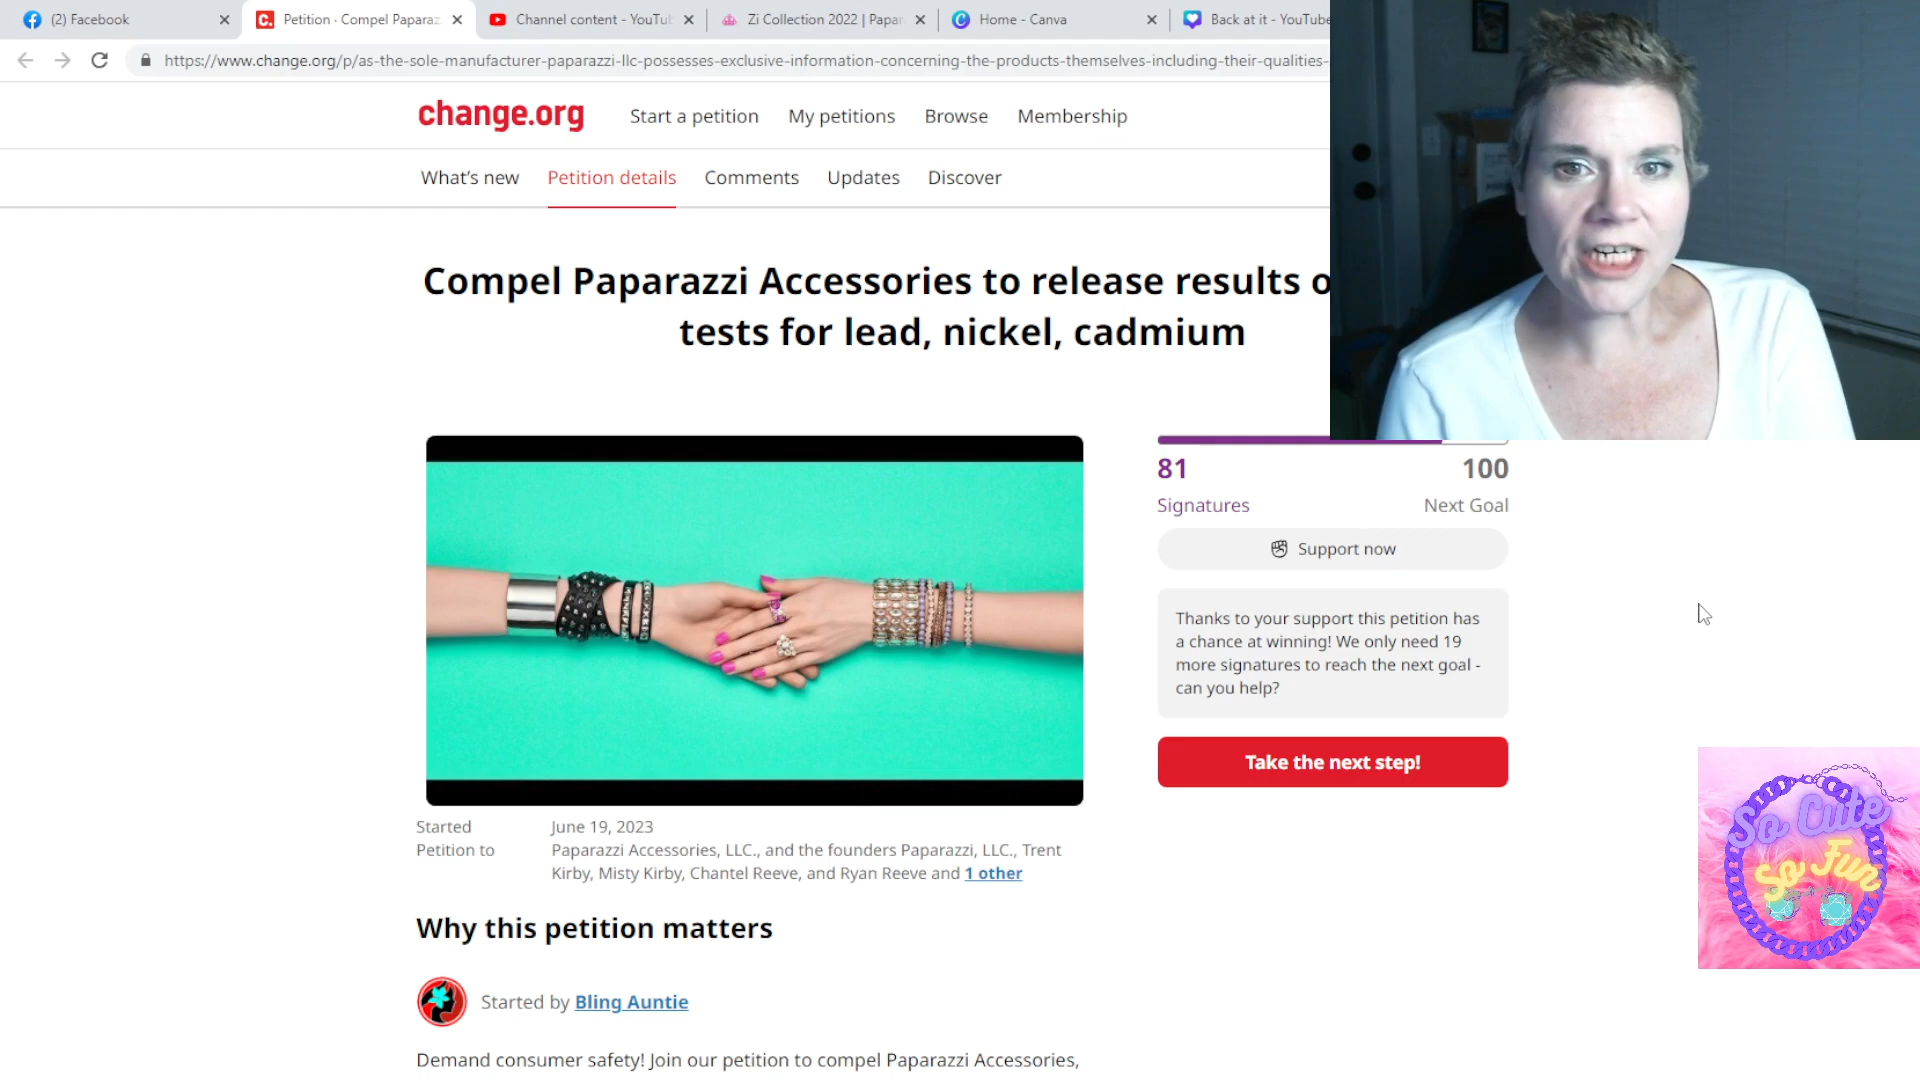 (2) Facebook
Petition · Compel Paparaz
Channel content - YouTu
Zi Collection 2022 | Papar
Home - Canva
Back at it - YouTube
https://www.change.org/p/as-the-sole-manufacturer-paparazzi-llc-possesses-exclusive-information-concerning-the-products-themselves-including-their-qualities-
change.org
Start a petition
My petitions
Browse
Membership
What's new
Petition details
Comments
Updates
Discover
Compel Paparazzi Accessories to release results o
tests for lead, nickel, cadmium
81
100
Signatures
Next Goal
Support now
Thanks to your support this petition has
a chance at winning! We only need 19
more signatures to reach the next goal -
can you help?
Take the next step!
Started
June 19, 2023
Petition to
Paparazzi Accessories, LLC., and the founders Paparazzi, LLC., Trent
Kirby, Misty Kirby, Chantel Reeve, and Ryan Reeve and 1 other
Why this petition matters
Started by Bling Auntie
Demand consumer safety! Join our petition to compel Paparazzi Accessories,
So Cute
So Fun